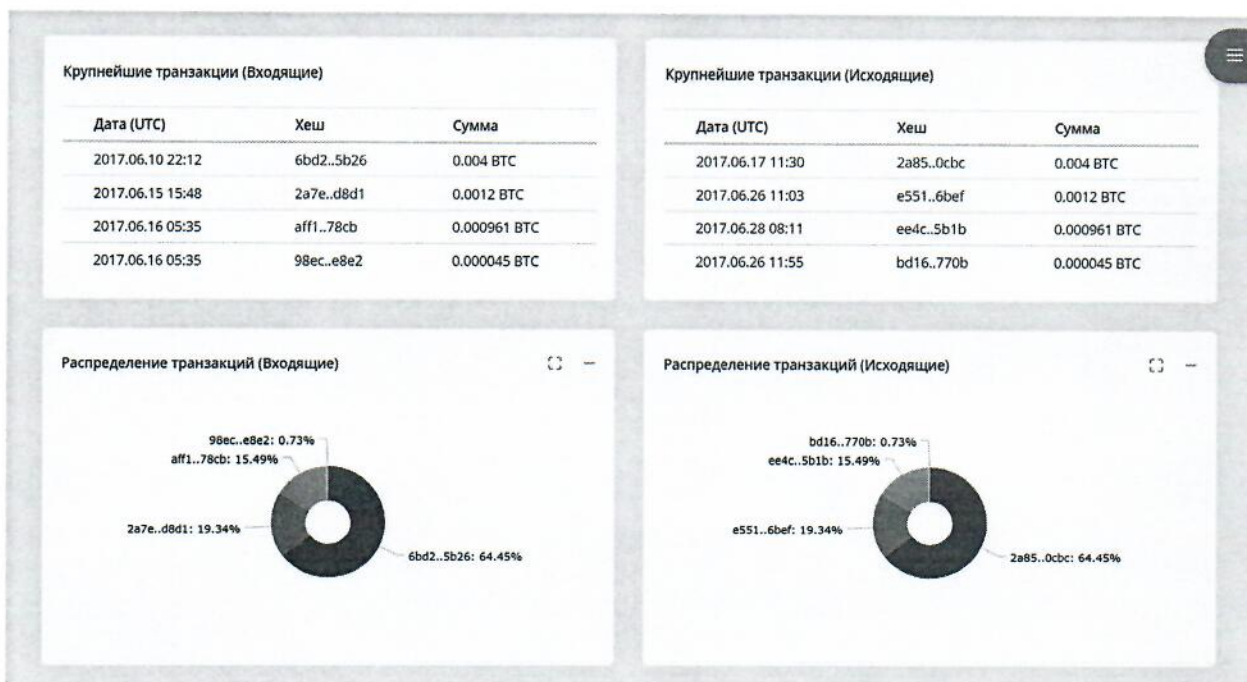 Крупнейшие транзакции (Входящие)
Дата (UTC) Хеш Сумма
2017.06.10 22:12 6bd2..5b26 0.004 BTC
2017.06.15 15:48 2a7e..d8d1 0.0012 BTC
2017.06.16 05:35 aff1..78cb 0.000961 BTC
2017.06.16 05:35 98ec..e8e2 0.000045 BTC
Крупнейшие транзакции (Исходящие)
Дата (UTC) Хеш Сумма
2017.06.17 11:30 2a85..0cbc 0.004 BTC
2017.06.26 11:03 e551..6bef 0.0012 BTC
2017.06.28 08:11 ee4c..5b1b 0.000961 BTC
2017.06.26 11:55 bd16..770b 0.000045 BTC
Распределение транзакций (Входящие)
98ec..e8e2: 0.73%
aff1..78cb: 15.49%
2a7e..d8d1: 19.34%
6bd2..5b26: 64.45%
Распределение транзакций (Исходящие)
bd16..770b: 0.73%
ee4c..5b1b: 15.49%
e551..6bef: 19.34%
2a85..0cbc: 64.45%